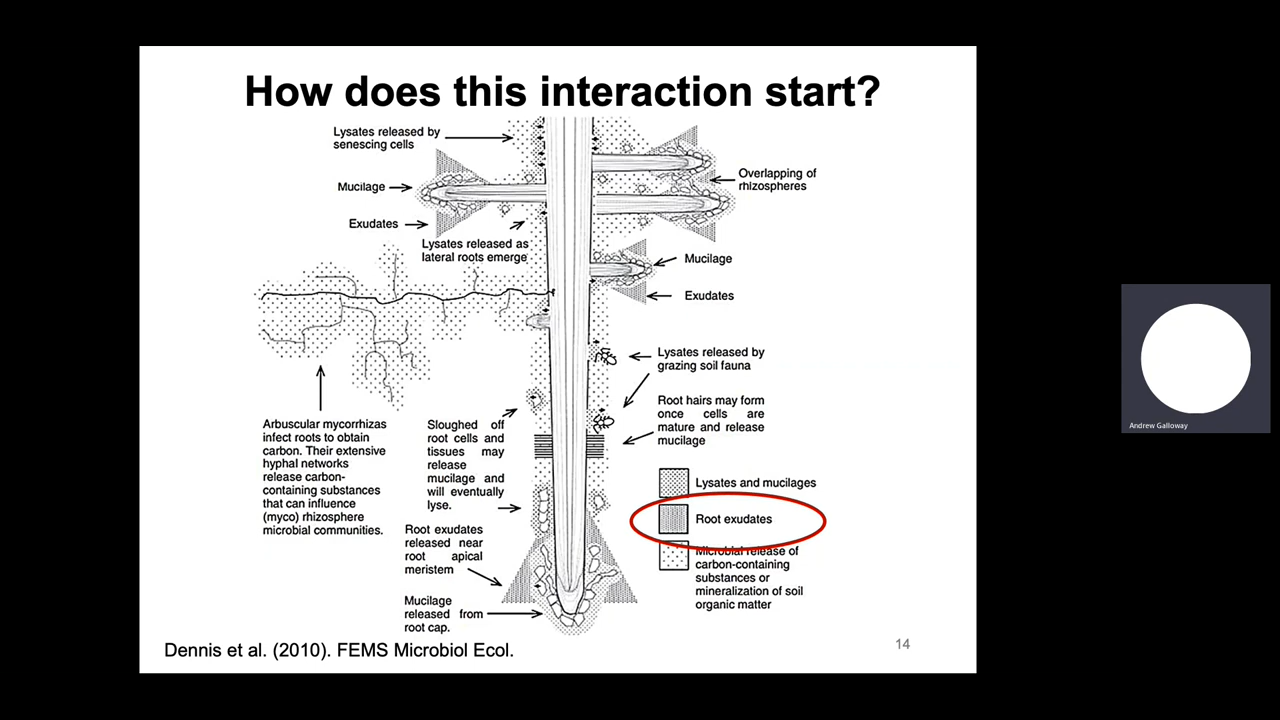 How does this interaction start?
Lysates released by
senescing cells
Mucilage
Exudates
Lysates released as
lateral roots emerge
Overlapping of
rhizospheres
Mucilage
Exudates
Lysates released by
grazing soil fauna
Root hairs may form
once cells are
mature and release
mucilage
Arbuscular mycorrhizas
infect roots to obtain
carbon. Their extensive
hyphal networks
release carbon-
containing substances
that can influence
(myco) rhizosphere
microbial communities.
Sloughed off
root cells and
tissues may
release
mucilage and
will eventually
lyse.
Root exudates
released near
root apical
meristem
Mucilage
released from
root cap.
Lysates and mucilages
Root exudates
Microbial release of
carbon-containing
substances or
mineralization of soil
organic matter
Dennis et al. (2010). FEMS Microbiol Ecol.
14
Andrew Galloway